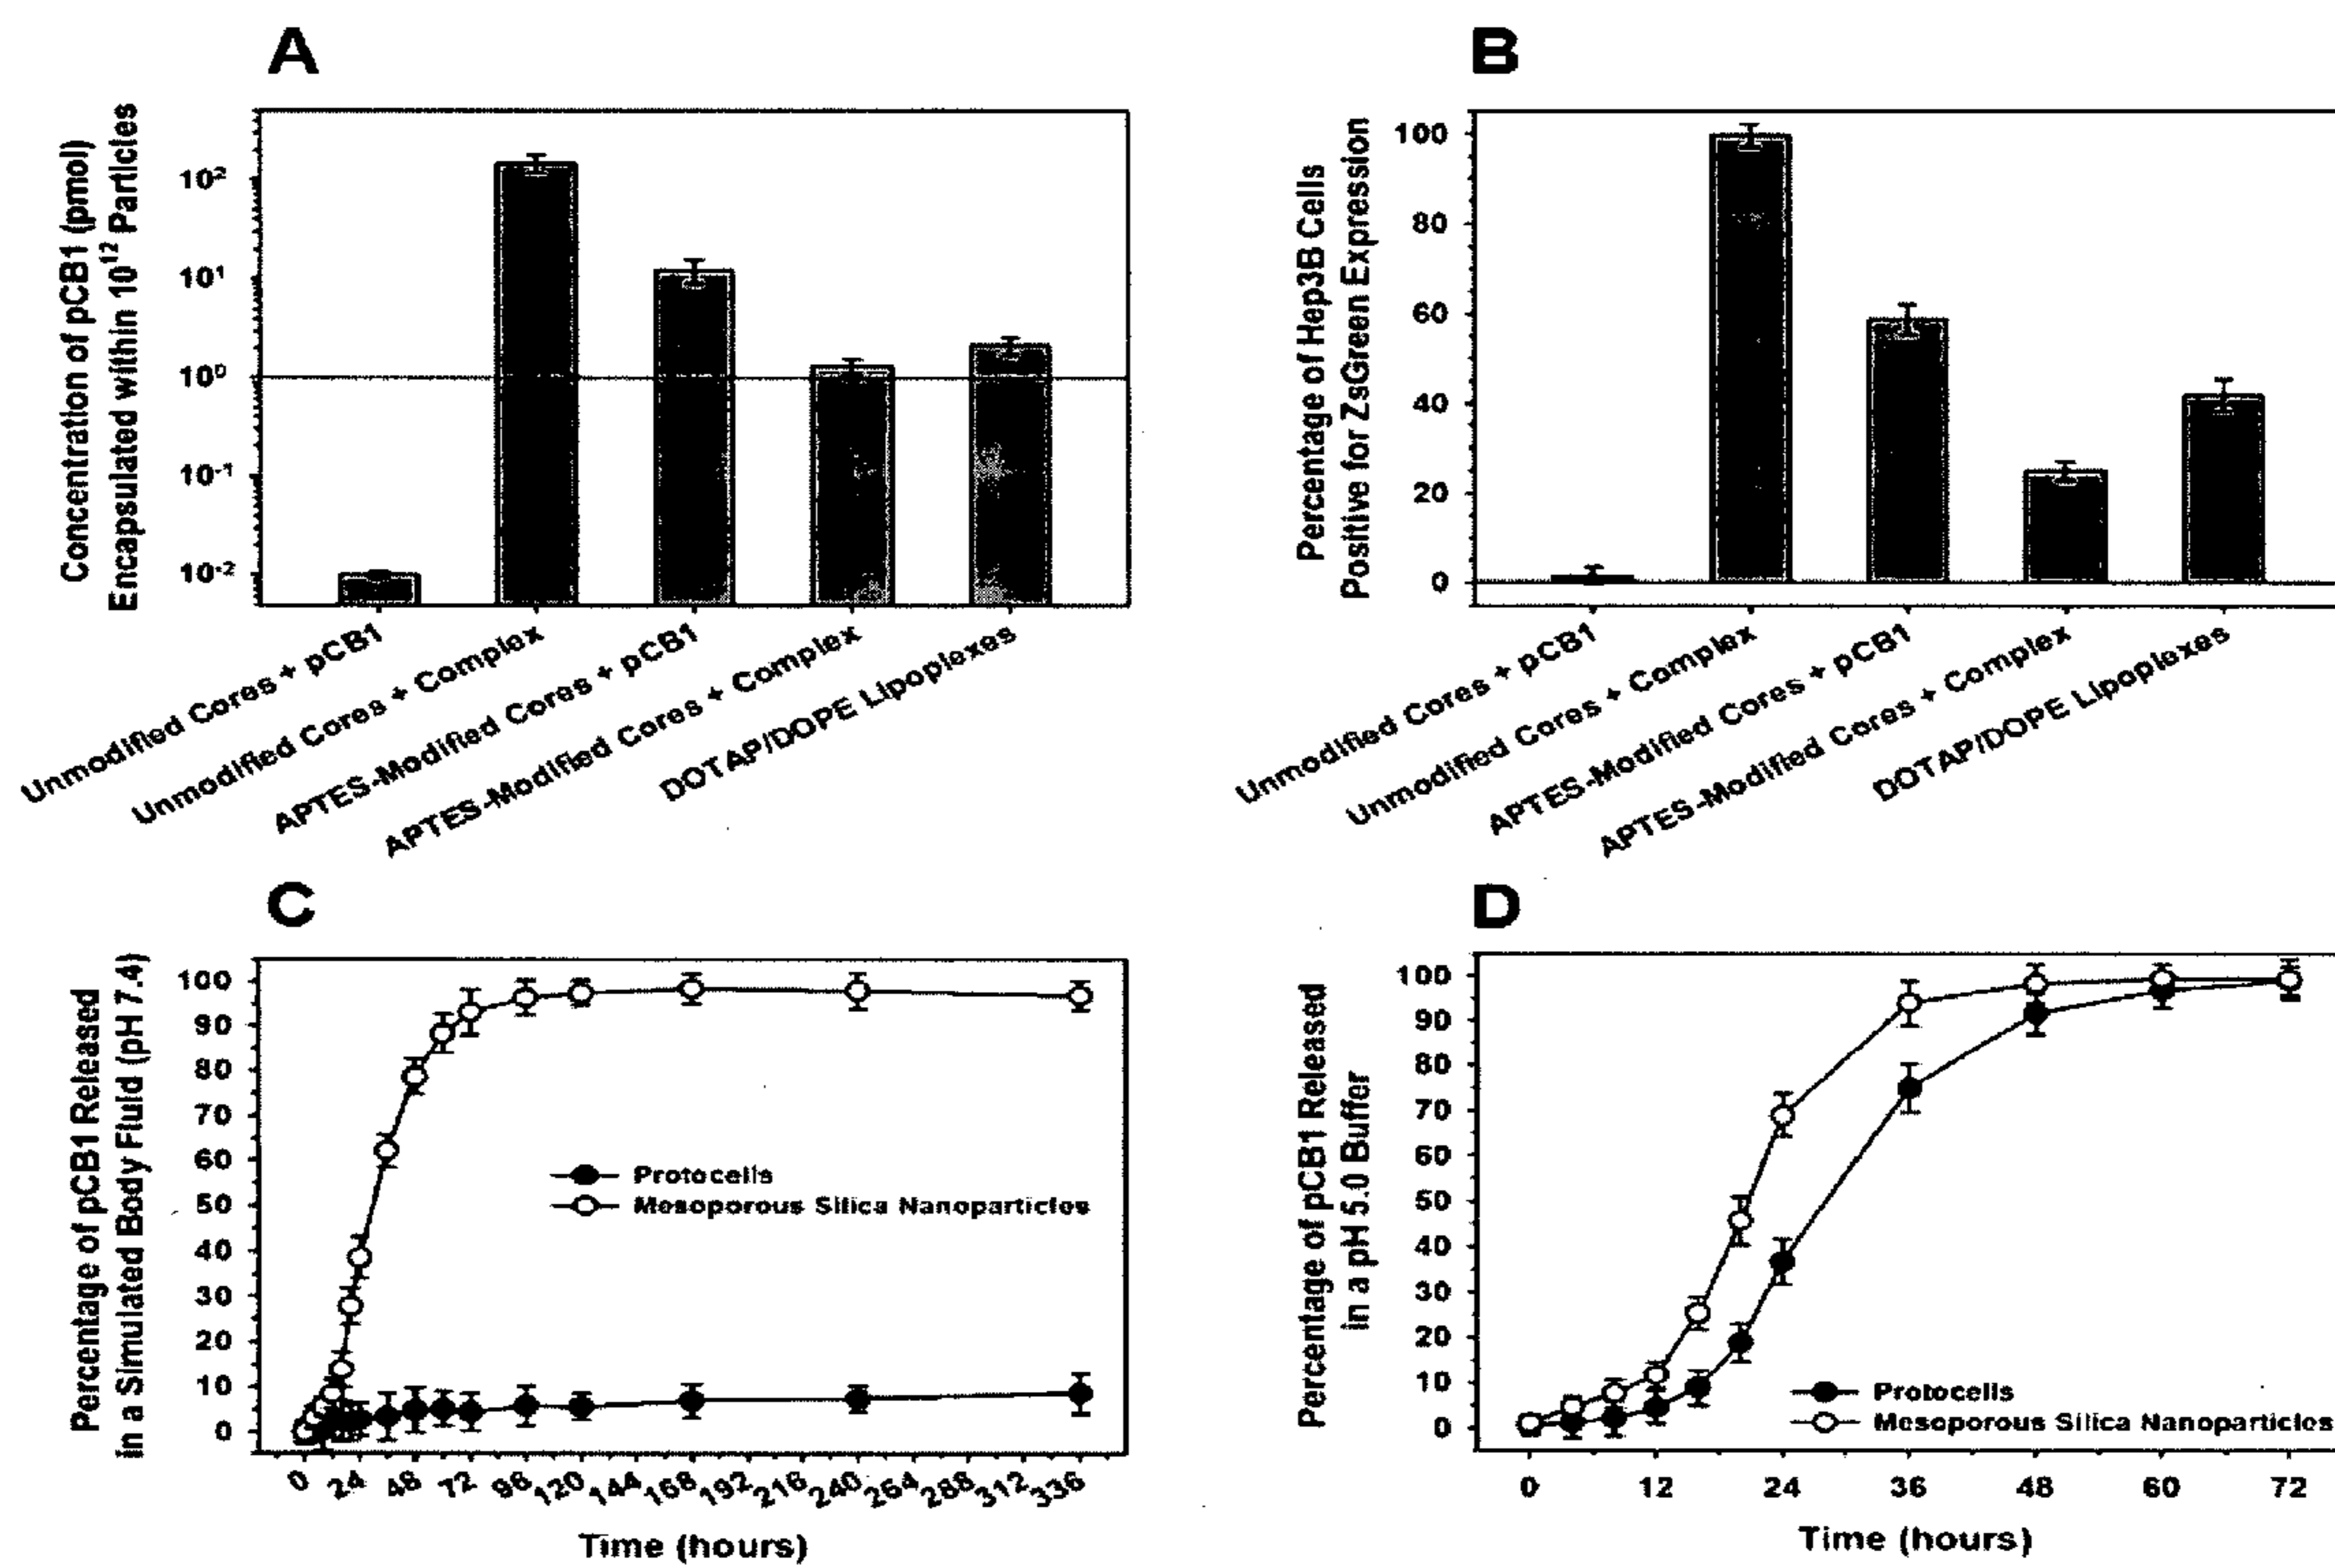 A
Concentration of pCB1 (pmol)
Encapsulated within 10¹² Particles
10²
10¹
10⁰
10⁻¹
10⁻²
Unmodified Cores + pCB1
Unmodified Cores + Complex
APTES-Modified Cores + pCB1
APTES-Modified Cores + Complex
DOTAP/DOPE Lipoplexes
B
Percentage of Hep3B Cells
Positive for ZsGreen Expression
100
80
60
40
20
0
Unmodified Cores + pCB1
Unmodified Cores + Complex
APTES-Modified Cores + pCB1
APTES-Modified Cores + Complex
DOTAP/DOPE Lipoplexes
C
Percentage of pCB1 Released
in a Simulated Body Fluid (pH 7.4)
100
90
80
70
60
50
40
30
20
10
0
Protocells
Mesoporous Silica Nanoparticles
0 24 48 72 96 120 144 168 192 216 240 264 288 312 336
Time (hours)
D
Percentage of pCB1 Released
in a pH 5.0 Buffer
100
90
80
70
60
50
40
30
20
10
0
Protocells
Mesoporous Silica Nanoparticles
0 12 24 36 48 60 72
Time (hours)